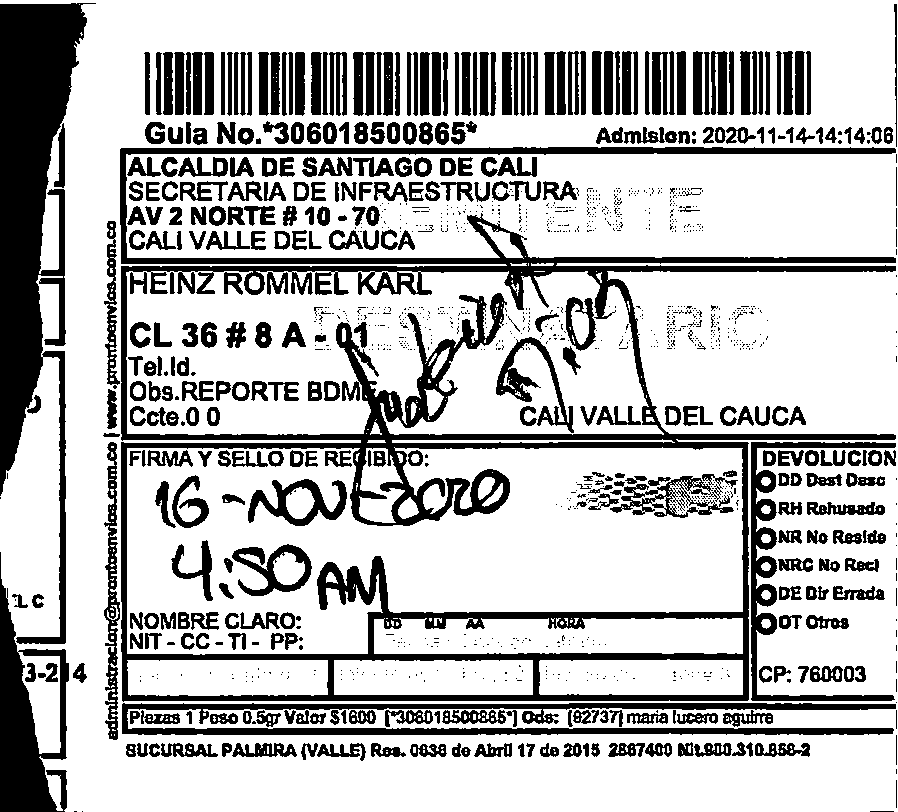 Guia No.*306018500865*
Admision: 2020-11-14-14:14:06
ALCALDIA DE SANTIAGO DE CALI
SECRETARIA DE INFRAESTRUCTURA
AV 2 NORTE # 10 - 70
CALI VALLE DEL CAUCA
REMITENTE
HEINZ ROMMEL KARL
DESTINATARIO
CL 36 # 8 A - 01
Tel.Id.
Obs.REPORTE BDME
Ccte.0 0
CALI VALLE DEL CAUCA
FIRMA Y SELLO DE RECIBIDO:
16-NOV-2020
4:50 AM
NOMBRE CLARO:
NIT - CC - TI - PP:
DD MM AA HORA
DEVOLUCION
DD Dest Desc
RH Rehusado
NR No Reside
NRC No Recl
DE Dir Errada
OT Otros
CP: 760003
Piezas 1 Peso 0.5gr Valor $1600 [*306018500865*] Ods: [92737] maria lucero aguirre
SUCURSAL PALMIRA (VALLE) Res. 0636 de Abril 17 de 2015 2867400 Nit.900.310.856-2
administracion@prontoenvios.com.co | www.prontoenvios.com.co
L C
3-214